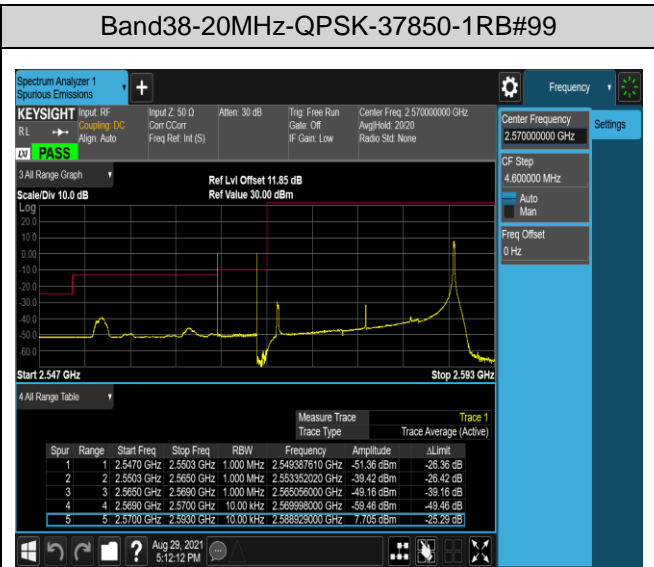 Band38-20MHz-QPSK-37850-1RB#99
Spectrum Analyzer 1
Spurious Emissions
Frequency
KEYSIGHT Input: RF Input Z: 50 Ω Atten: 30 dB Trig: Free Run Center Freq: 2.570000000 GHz
RL Coupling: DC Corr CCorr Gate: Off Avg|Hold: 20/20
Align: Auto Freq Ref: Int (S) IF Gain: Low Radio Std: None
LXI PASS
Center Frequency
2.570000000 GHz
Settings
CF Step
4.600000 MHz
Auto
Man
Freq Offset
0 Hz
3 All Range Graph
Ref Lvl Offset 11.85 dB
Scale/Div 10.0 dB Ref Value 30.00 dBm
Log
20.0
10.0
0.00
-10.0
-20.0
-30.0
-40.0
-50.0
-60.0
Start 2.547 GHz Stop 2.593 GHz
4 All Range Table
Measure Trace Trace 1
Trace Type Trace Average (Active)
Spur Range Start Freq Stop Freq RBW Frequency Amplitude ΔLimit
1 1 2.5470 GHz 2.5503 GHz 1.000 MHz 2.549387610 GHz -51.36 dBm -26.36 dB
2 2 2.5503 GHz 2.5650 GHz 1.000 MHz 2.553352020 GHz -39.42 dBm -26.42 dB
3 3 2.5650 GHz 2.5690 GHz 1.000 MHz 2.565056000 GHz -49.16 dBm -39.16 dB
4 4 2.5690 GHz 2.5700 GHz 10.00 kHz 2.569998000 GHz -59.46 dBm -49.46 dB
5 5 2.5700 GHz 2.5930 GHz 10.00 kHz 2.588929000 GHz 7.705 dBm -25.29 dB
Aug 29, 2021
5:12:12 PM